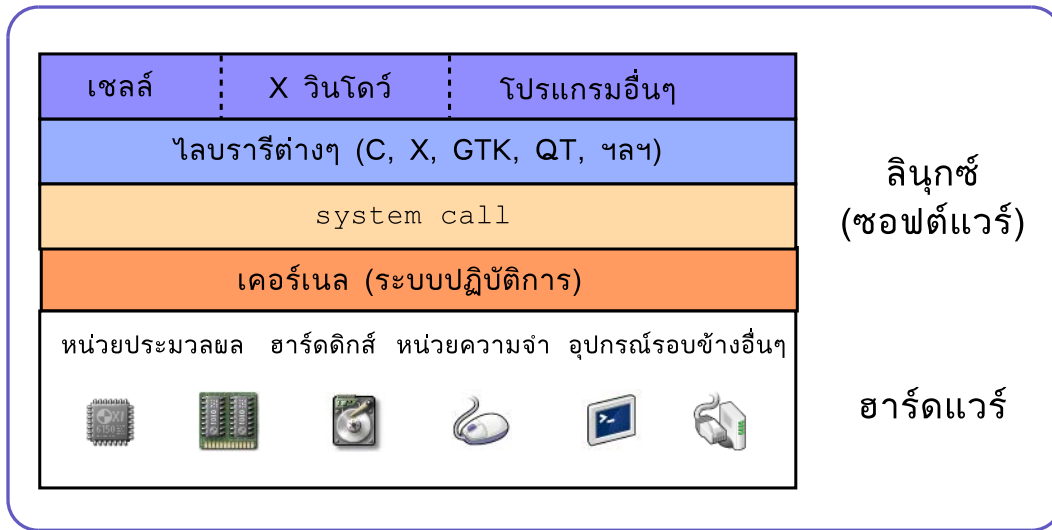 เชลล์ X วินโดว์ โปรแกรมอื่นๆ
ไลบรารีต่างๆ (C, X, GTK, QT, ฯลฯ)
system call
เคอร์เนล (ระบบปฏิบัติการ)
ลินุกซ์
(ซอฟต์แวร์)
หน่วยประมวลผล ฮาร์ดดิกส์ หน่วยความจำ อุปกรณ์รอบข้างอื่นๆ
ฮาร์ดแวร์